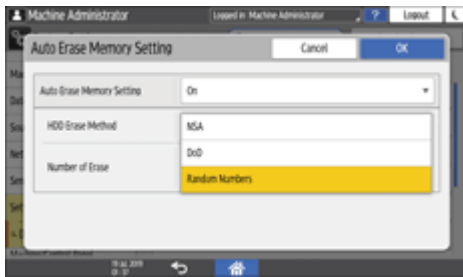 Machine Administrator
Logged in: Machine Administrator
?
Logout
Auto Erase Memory Setting
Cancel
OK
Auto Erase Memory Setting
On
HDD Erase Method
NSA
DoD
Number of Erase
Random Numbers